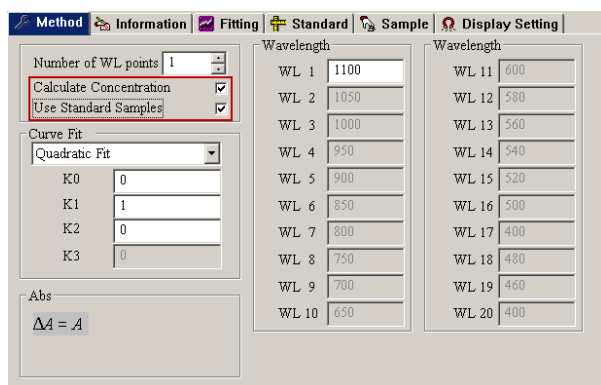 Method Information Fitting Standard Sample Display Setting
Number of WL points 1
Calculate Concentration
Use Standard Samples
Curve Fit
Quadratic Fit
K0 0
K1 1
K2 0
K3 0
Abs
ΔA = A
Wavelength
WL 1 1100
WL 2 1050
WL 3 1000
WL 4 950
WL 5 900
WL 6 850
WL 7 800
WL 8 750
WL 9 700
WL 10 650
Wavelength
WL 11 600
WL 12 580
WL 13 560
WL 14 540
WL 15 520
WL 16 500
WL 17 400
WL 18 480
WL 19 460
WL 20 400